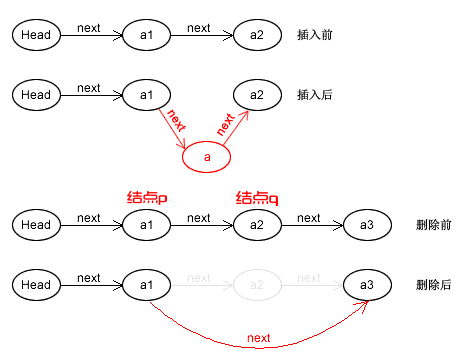 Head next a1 next a2 插入前
Head next a1 a2 插入后
next next
a
结点p 结点q
Head next a1 next a2 next a3 删除前
Head next a1 next a2 next a3 删除后
next